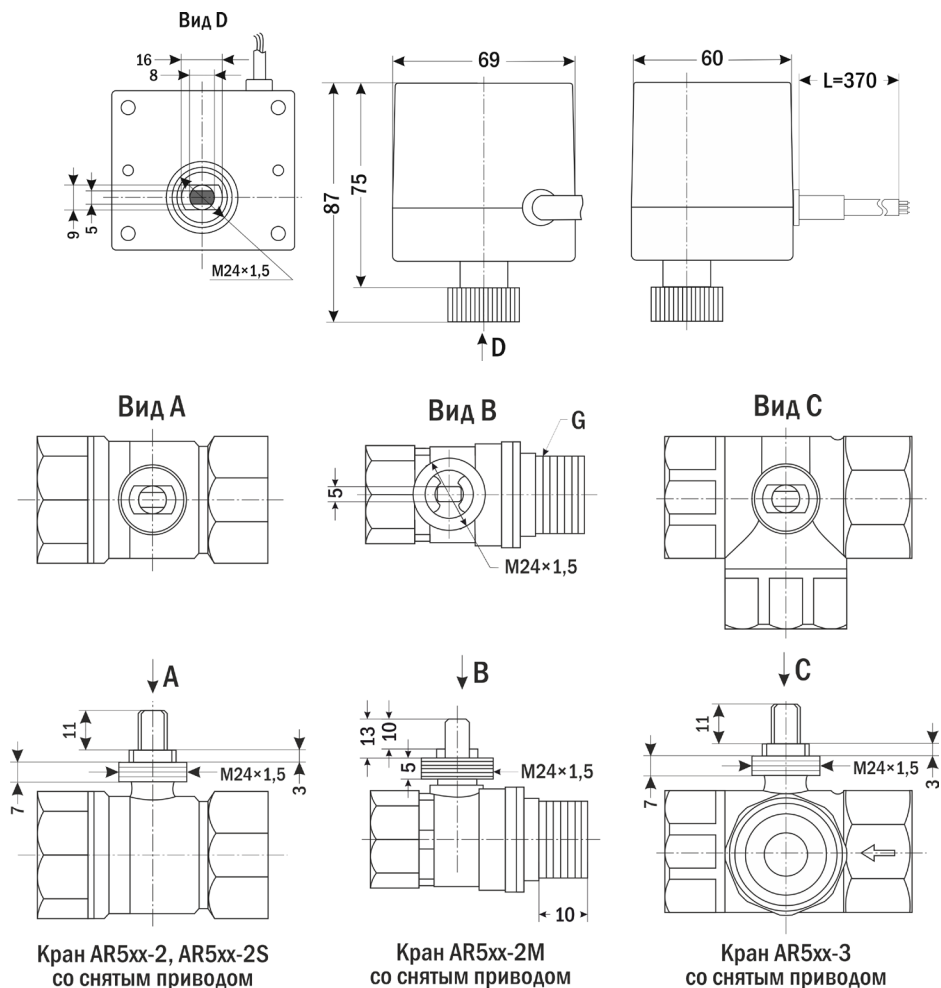 Вид D
16
8
9
5
M24×1,5
69
87
75
D
60
L=370
Вид A
Вид B
G
5
M24×1,5
Вид C
A
11
7
M24×1,5
3
B
13
10
5
M24×1,5
10
C
11
7
M24×1,5
3
Кран AR5xx-2, AR5xx-2S
со снятым приводом
Кран AR5xx-2M
со снятым приводом
Кран AR5xx-3
со снятым приводом